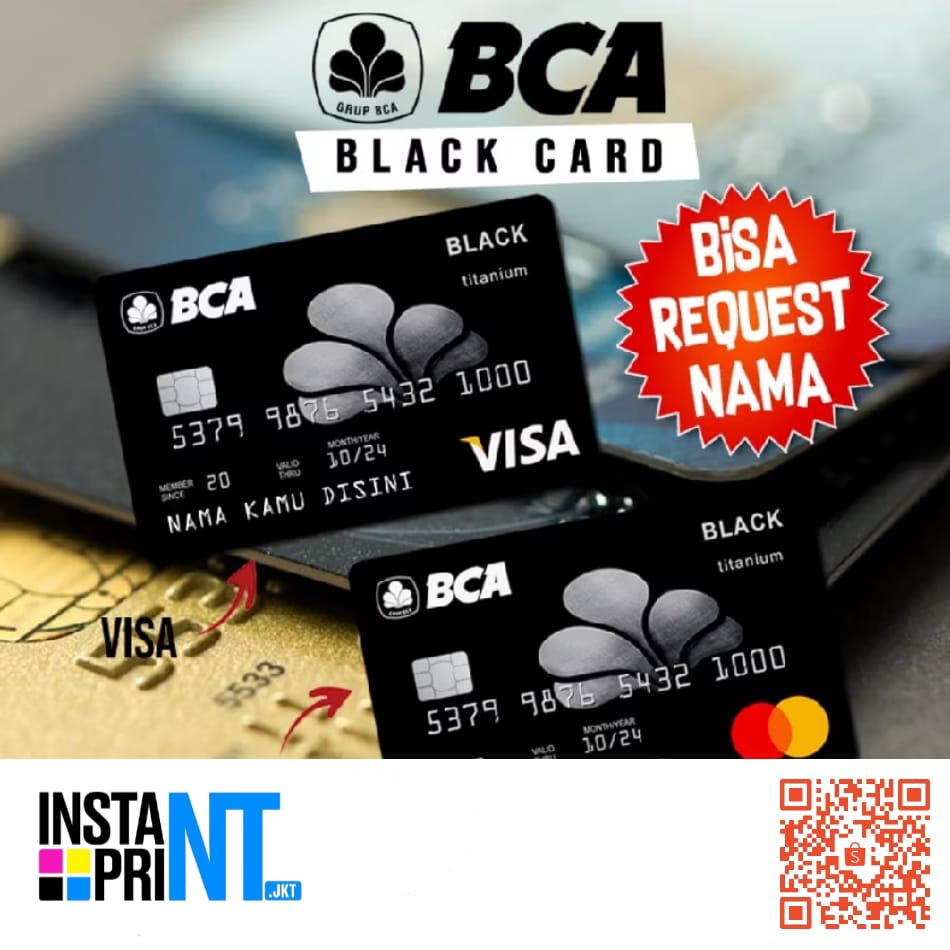 GRUP BCA
BCA
BLACK CARD
BISA
REQUEST
NAMA
BLACK
titanium
GRUP BCA
BCA
5379 9876 5432 1000
MONTH/YEAR
VALID
THRU
10/24
MEMBER
SINCE
20
VISA
NAMA KAMU DISINI
BLACK
titanium
BCA
5379 9876 5432 1000
MONTH/YEAR
VALID
10/24
VISA
5533
INSTA
PRINT
.JKT
S